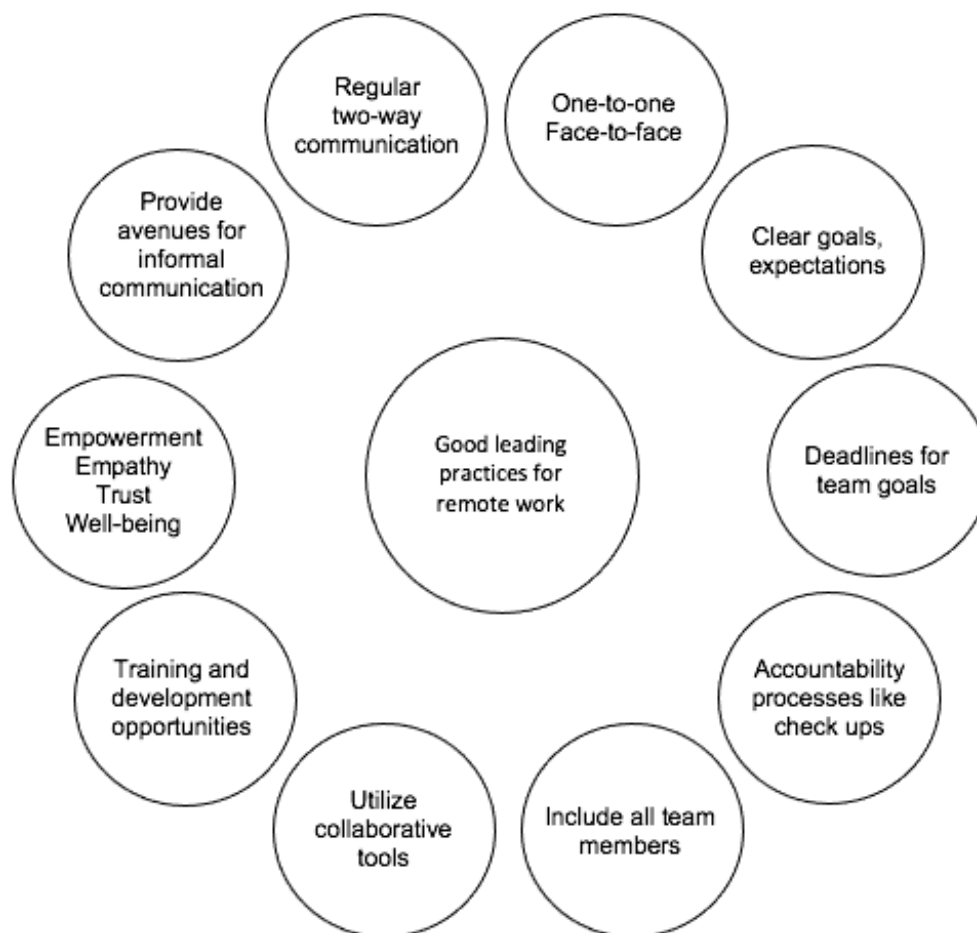 Regular
two-way
communication
One-to-one
Face-to-face
Provide
avenues for
informal
communication
Clear goals,
expectations
Empowerment
Empathy
Trust
Well-being
Good leading
practices for
remote work
Deadlines for
team goals
Training and
development
opportunities
Accountability
processes like
check ups
Utilize
collaborative
tools
Include all team
members